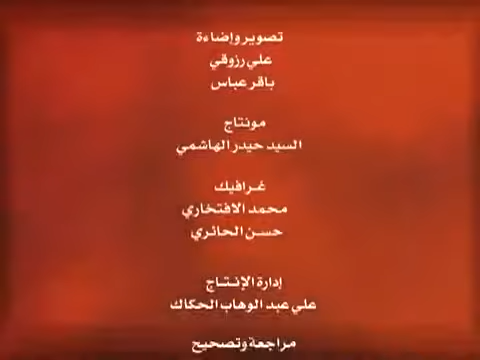 تصوير وإضاءة
علي رزوقي
باقر عباس
مونتاج
السيد حيدر الهاشمي
غرافيك
محمد الافتخاري
حسن الحائري
إدارة الإنتاج
علي عبد الوهاب الحكاك
مراجعة وتصحيح